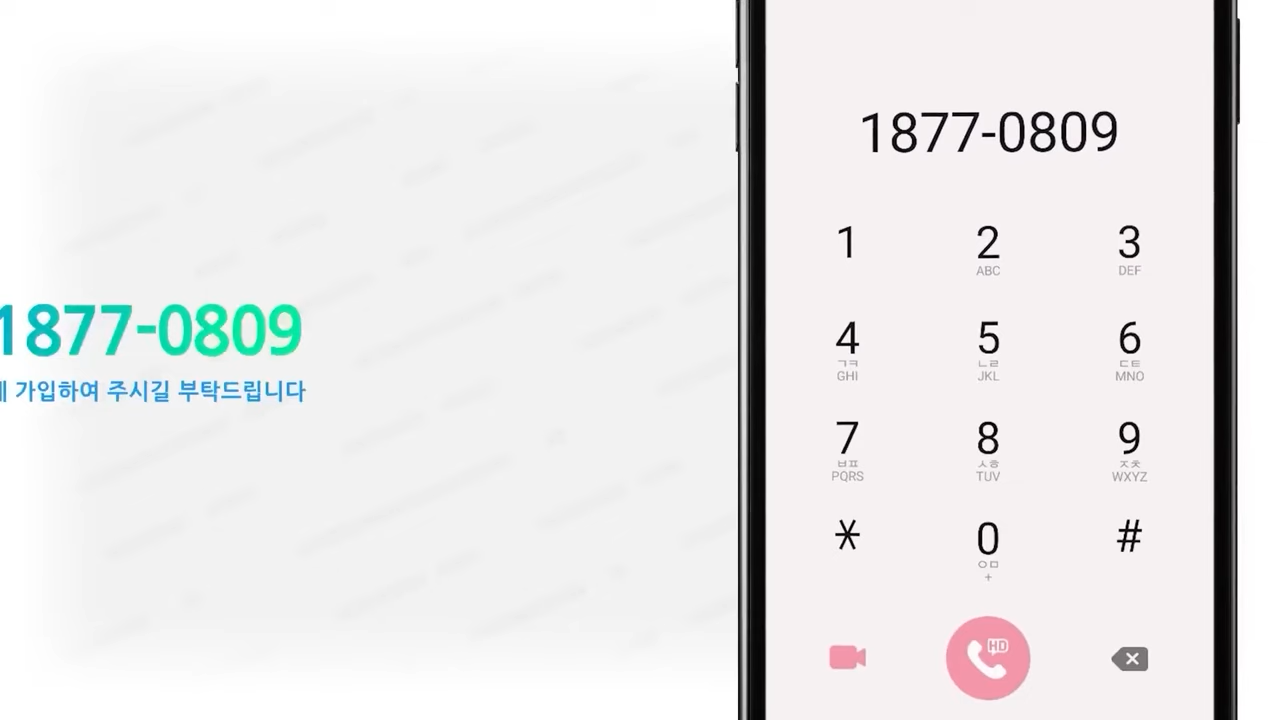 1877-0809
가입하여 주시길 부탁드립니다
1877-0809
1 2 3
ABC DEF
4 5 6
ㄱㅋ ㄴㄹ ㄷㅌ
GHI JKL MNO
7 8 9
ㅂㅍ ㅅㅎ ㅈㅊ
PQRS TUV WXYZ
* 0 #
ㅇㅁ
+
HD